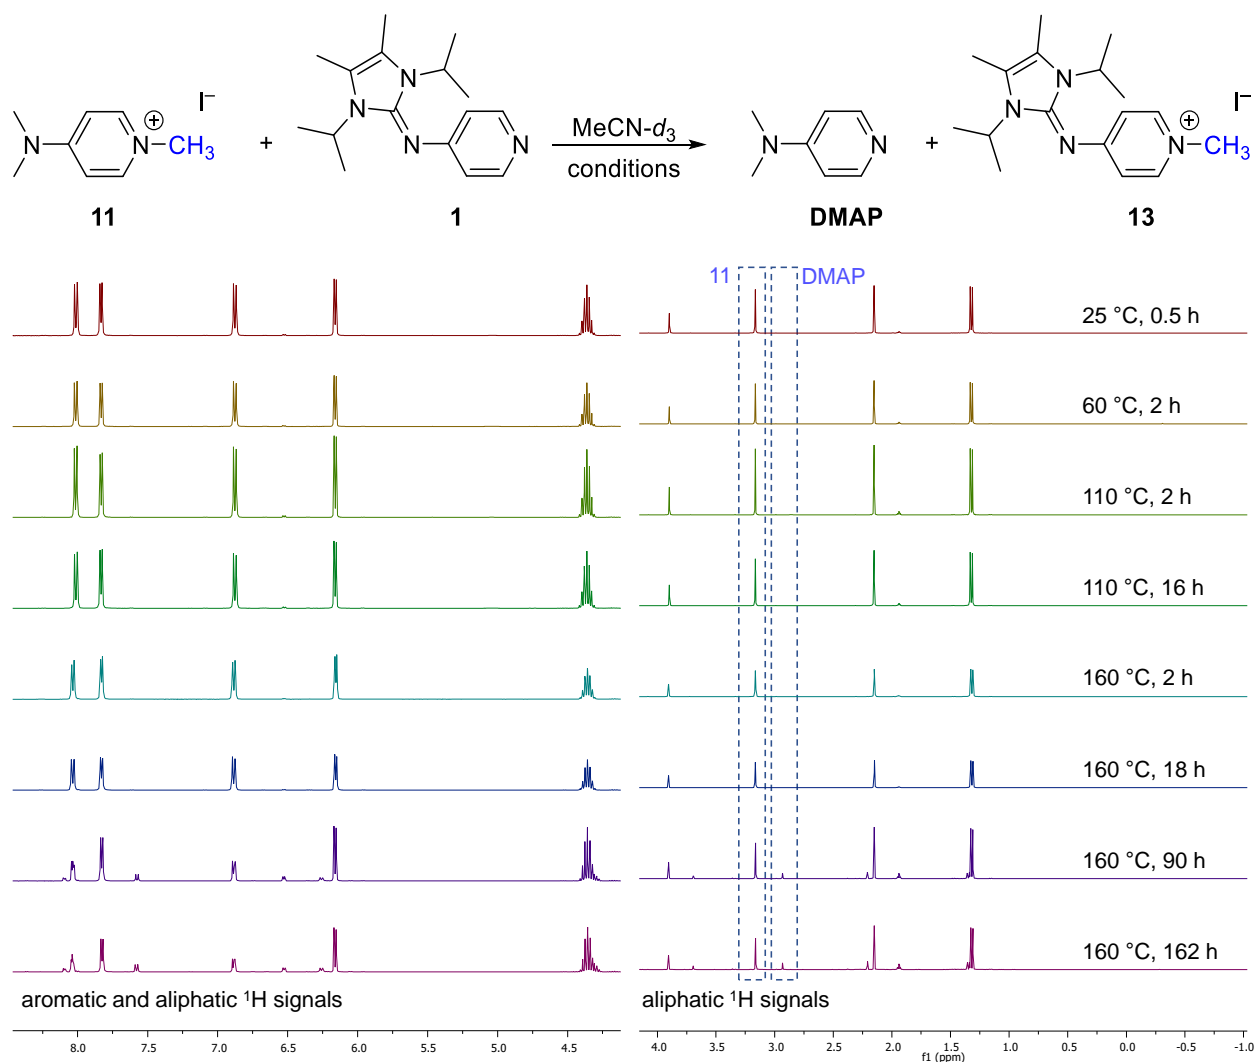 I–
N
N
⊕
CH3
11
+
N
N
N
N
1
MeCN-d3
conditions
N
N
DMAP
+
I–
N
N
N
N
⊕
CH3
13
11
DMAP
25 °C, 0.5 h
60 °C, 2 h
110 °C, 2 h
110 °C, 16 h
160 °C, 2 h
160 °C, 18 h
160 °C, 90 h
160 °C, 162 h
aromatic and aliphatic ¹H signals
aliphatic ¹H signals
8.0 7.5 7.0 6.5 6.0 5.5 5.0 4.5
4.0 3.5 3.0 2.5 2.0 1.5 1.0 0.5 0.0 -0.5 -1.0
f1 (ppm)